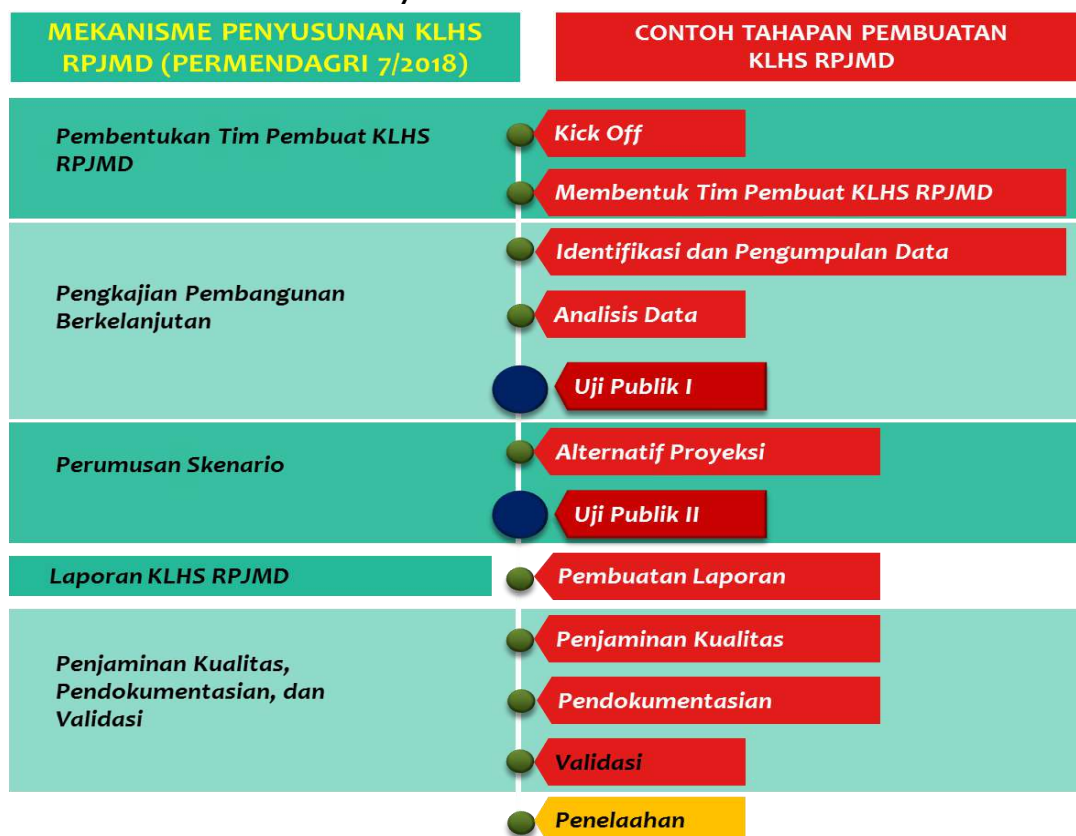 MEKANISME PENYUSUNAN KLHS
RPJMD (PERMENDAGRI 7/2018)
CONTOH TAHAPAN PEMBUATAN
KLHS RPJMD
Pembentukan Tim Pembuat KLHS
RPJMD
Kick Off
Membentuk Tim Pembuat KLHS RPJMD
Pengkajian Pembangunan
Berkelanjutan
Identifikasi dan Pengumpulan Data
Analisis Data
Uji Publik I
Perumusan Skenario
Alternatif Proyeksi
Uji Publik II
Laporan KLHS RPJMD
Pembuatan Laporan
Penjaminan Kualitas,
Pendokumentasian, dan
Validasi
Penjaminan Kualitas
Pendokumentasian
Validasi
Penelaahan